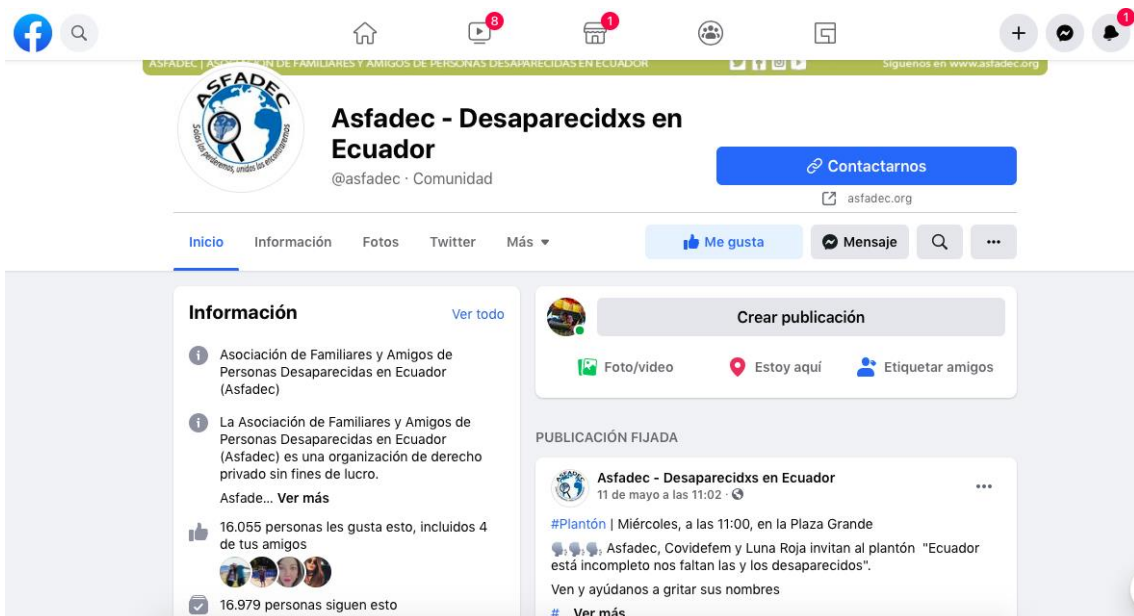 8
1
1
ASFADEC | ASOCIACIÓN DE FAMILIARES Y AMIGOS DE PERSONAS DESAPARECIDAS EN ECUADOR
Síguenos en www.asfadec.org
ASFADEC
Solos los perderemos, unidos los encontraremos
Asfadec - Desaparecidxs en
Ecuador
@asfadec · Comunidad
Contactarnos
asfadec.org
Inicio Información Fotos Twitter Más
Me gusta Mensaje
Información Ver todo
Asociación de Familiares y Amigos de
Personas Desaparecidas en Ecuador
(Asfadec)
La Asociación de Familiares y Amigos de
Personas Desaparecidas en Ecuador
(Asfadec) es una organización de derecho
privado sin fines de lucro.
Asfade... Ver más
16.055 personas les gusta esto, incluidos 4
de tus amigos
16.979 personas siguen esto
Crear publicación
Foto/video Estoy aquí Etiquetar amigos
PUBLICACIÓN FIJADA
ASFADEC
Asfadec - Desaparecidxs en Ecuador
11 de mayo a las 11:02 ·
#Plantón | Miércoles, a las 11:00, en la Plaza Grande
Asfadec, Covidefem y Luna Roja invitan al plantón "Ecuador
está incompleto nos faltan las y los desaparecidos".
Ven y ayúdanos a gritar sus nombres
#... Ver más